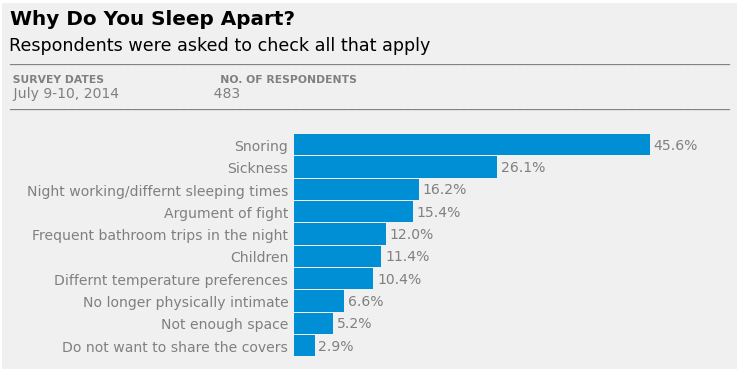 Why Do You Sleep Apart?
Respondents were asked to check all that apply
SURVEY DATES NO. OF RESPONDENTS
July 9-10, 2014 483
Snoring 45.6%
Sickness 26.1%
Night working/differnt sleeping times 16.2%
Argument of fight 15.4%
Frequent bathroom trips in the night 12.0%
Children 11.4%
Differnt temperature preferences 10.4%
No longer physically intimate 6.6%
Not enough space 5.2%
Do not want to share the covers 2.9%